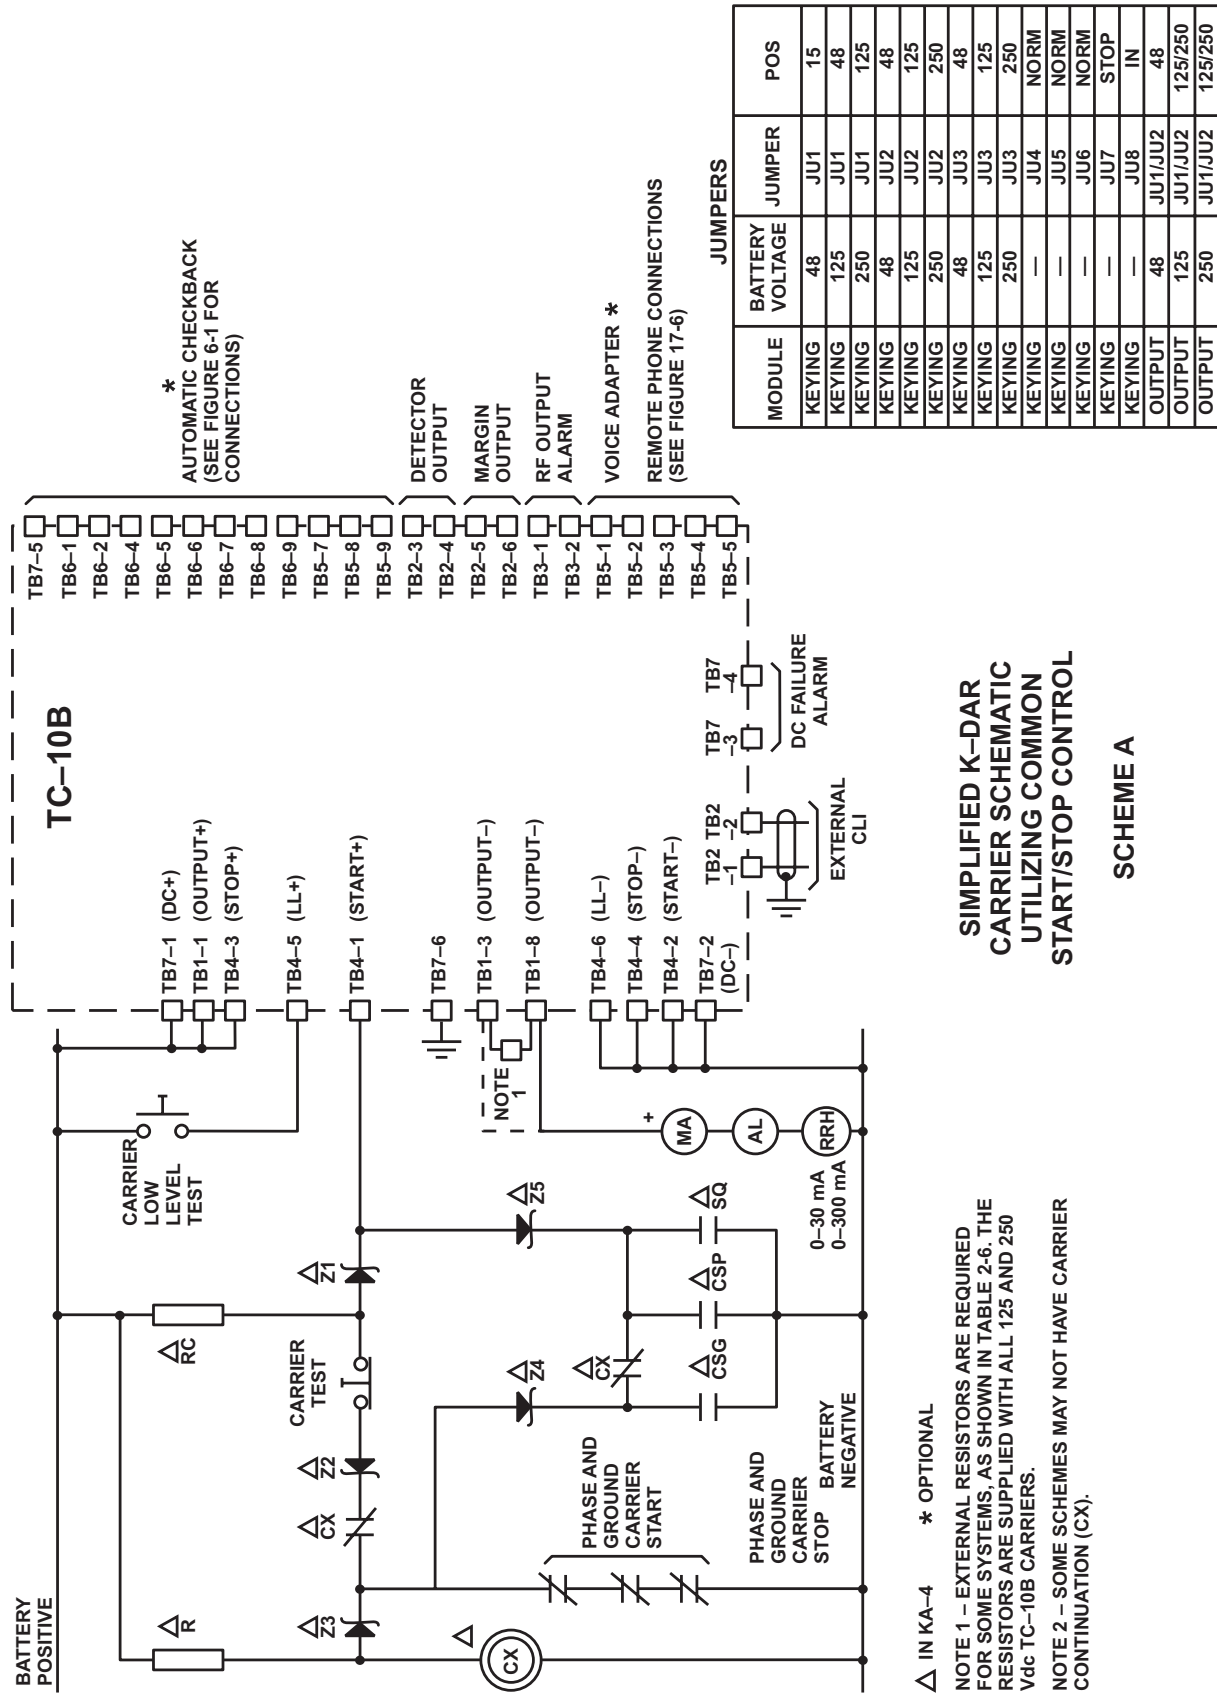 BATTERY
POSITIVE
△ R
△ RC
CARRIER
LOW
LEVEL
TEST
△ Z3
△ CX
△ Z2
CARRIER
TEST
△ Z1
△
CX
PHASE AND
GROUND
CARRIER
START
△ Z4
△ CX
△ Z5
△ CSG
△ CSP
△ SQ
PHASE AND
GROUND
CARRIER
STOP
BATTERY
NEGATIVE
NOTE
1
+
MA
AL
RRH
0–30 mA
0–300 mA
TC–10B
TB7–1 (DC+)
TB1–1 (OUTPUT+)
TB4–3 (STOP+)
TB4–5 (LL+)
TB4–1 (START+)
TB7–6
TB1–3 (OUTPUT–)
TB1–8 (OUTPUT–)
TB4–6 (LL–)
TB4–4 (STOP–)
TB4–2 (START–)
TB7–2
(DC–)
TB2
–1
TB2
–2
EXTERNAL
CLI
TB7
–3
TB7
–4
DC FAILURE
ALARM
TB7–5
TB6–1
TB6–2
TB6–4
TB6–5
TB6–6
TB6–7
TB6–8
TB6–9
TB5–7
TB5–8
TB5–9
TB2–3
TB2–4
TB2–5
TB2–6
TB3–1
TB3–2
TB5–1
TB5–2
TB5–3
TB5–4
TB5–5
*
AUTOMATIC CHECKBACK
(SEE FIGURE 6-1 FOR
CONNECTIONS)
DETECTOR
OUTPUT
MARGIN
OUTPUT
RF OUTPUT
ALARM
VOICE ADAPTER *
REMOTE PHONE CONNECTIONS
(SEE FIGURE 17-6)
JUMPERS
MODULE BATTERY VOLTAGE JUMPER POS
KEYING 48 JU1 15
KEYING 125 JU1 48
KEYING 250 JU1 125
KEYING 48 JU2 48
KEYING 125 JU2 125
KEYING 250 JU2 250
KEYING 48 JU3 48
KEYING 125 JU3 125
KEYING 250 JU3 250
KEYING — JU4 NORM
KEYING — JU5 NORM
KEYING — JU6 NORM
KEYING — JU7 STOP
KEYING — JU8 IN
OUTPUT 48 JU1/JU2 48
OUTPUT 125 JU1/JU2 125/250
OUTPUT 250 JU1/JU2 125/250
SIMPLIFIED K–DAR
CARRIER SCHEMATIC
UTILIZING COMMON
START/STOP CONTROL
SCHEME A
△ IN KA–4 * OPTIONAL
NOTE 1 – EXTERNAL RESISTORS ARE REQUIRED
FOR SOME SYSTEMS, AS SHOWN IN TABLE 2-6. THE
RESISTORS ARE SUPPLIED WITH ALL 125 AND 250
Vdc TC–10B CARRIERS.
NOTE 2 – SOME SCHEMES MAY NOT HAVE CARRIER
CONTINUATION (CX).